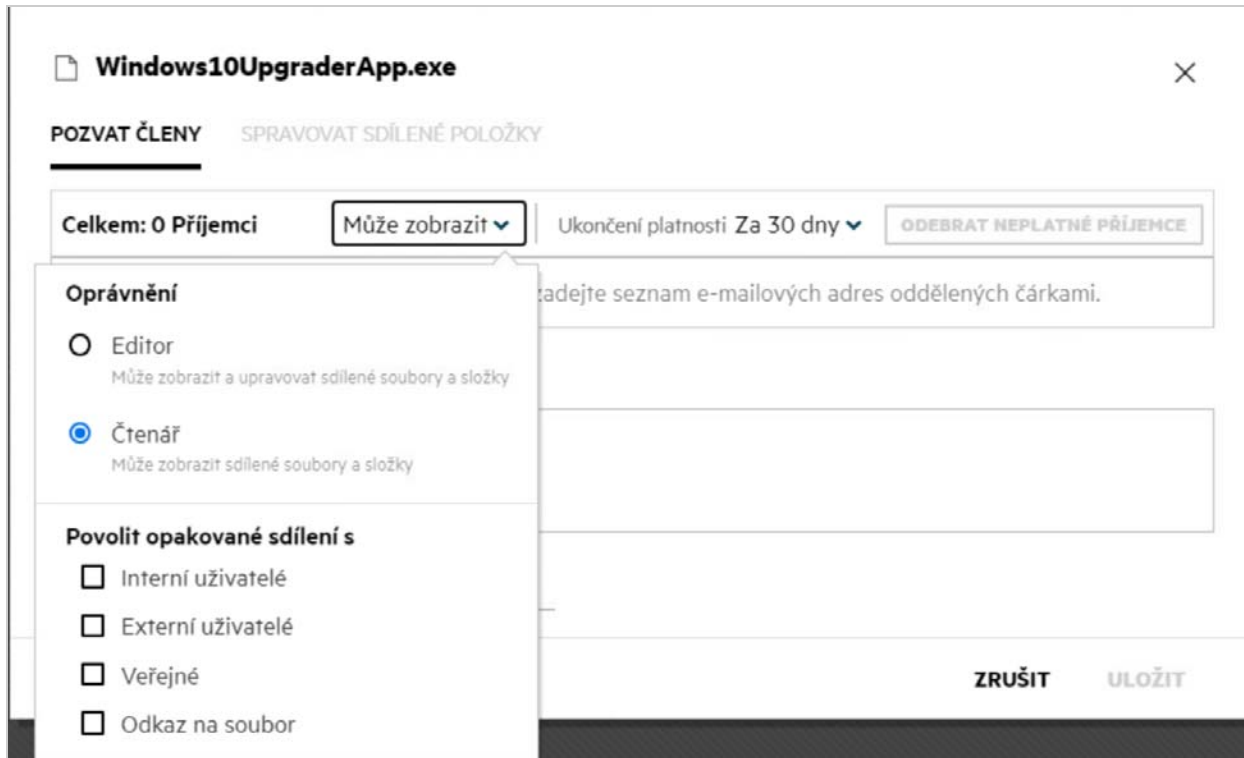 Windows10UpgraderApp.exe
POZVAT ČLENY SPRAVOVAT SDÍLENÉ POLOŽKY
Celkem: 0 Příjemci Může zobrazit Ukončení platnosti Za 30 dny ODEBRAT NEPLATNÉ PŘÍJEMCE
zadejte seznam e-mailových adres oddělených čárkami.
Oprávnění
Editor
Může zobrazit a upravovat sdílené soubory a složky
Čtenář
Může zobrazit sdílené soubory a složky
Povolit opakované sdílení s
Interní uživatelé
Externí uživatelé
Veřejné
Odkaz na soubor
ZRUŠIT ULOŽIT